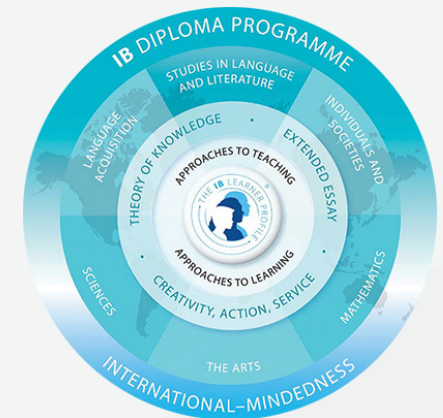 IB DIPLOMA PROGRAMME
STUDIES IN LANGUAGE
AND LITERATURE
LANGUAGE
ACQUISITION
INDIVIDUALS AND
SOCIETIES
THEORY OF KNOWLEDGE
EXTENDED ESSAY
APPROACHES TO TEACHING
THE IB LEARNER PROFILE
APPROACHES TO LEARNING
CREATIVITY, ACTION, SERVICE
SCIENCES
MATHEMATICS
THE ARTS
INTERNATIONAL–MINDEDNESS